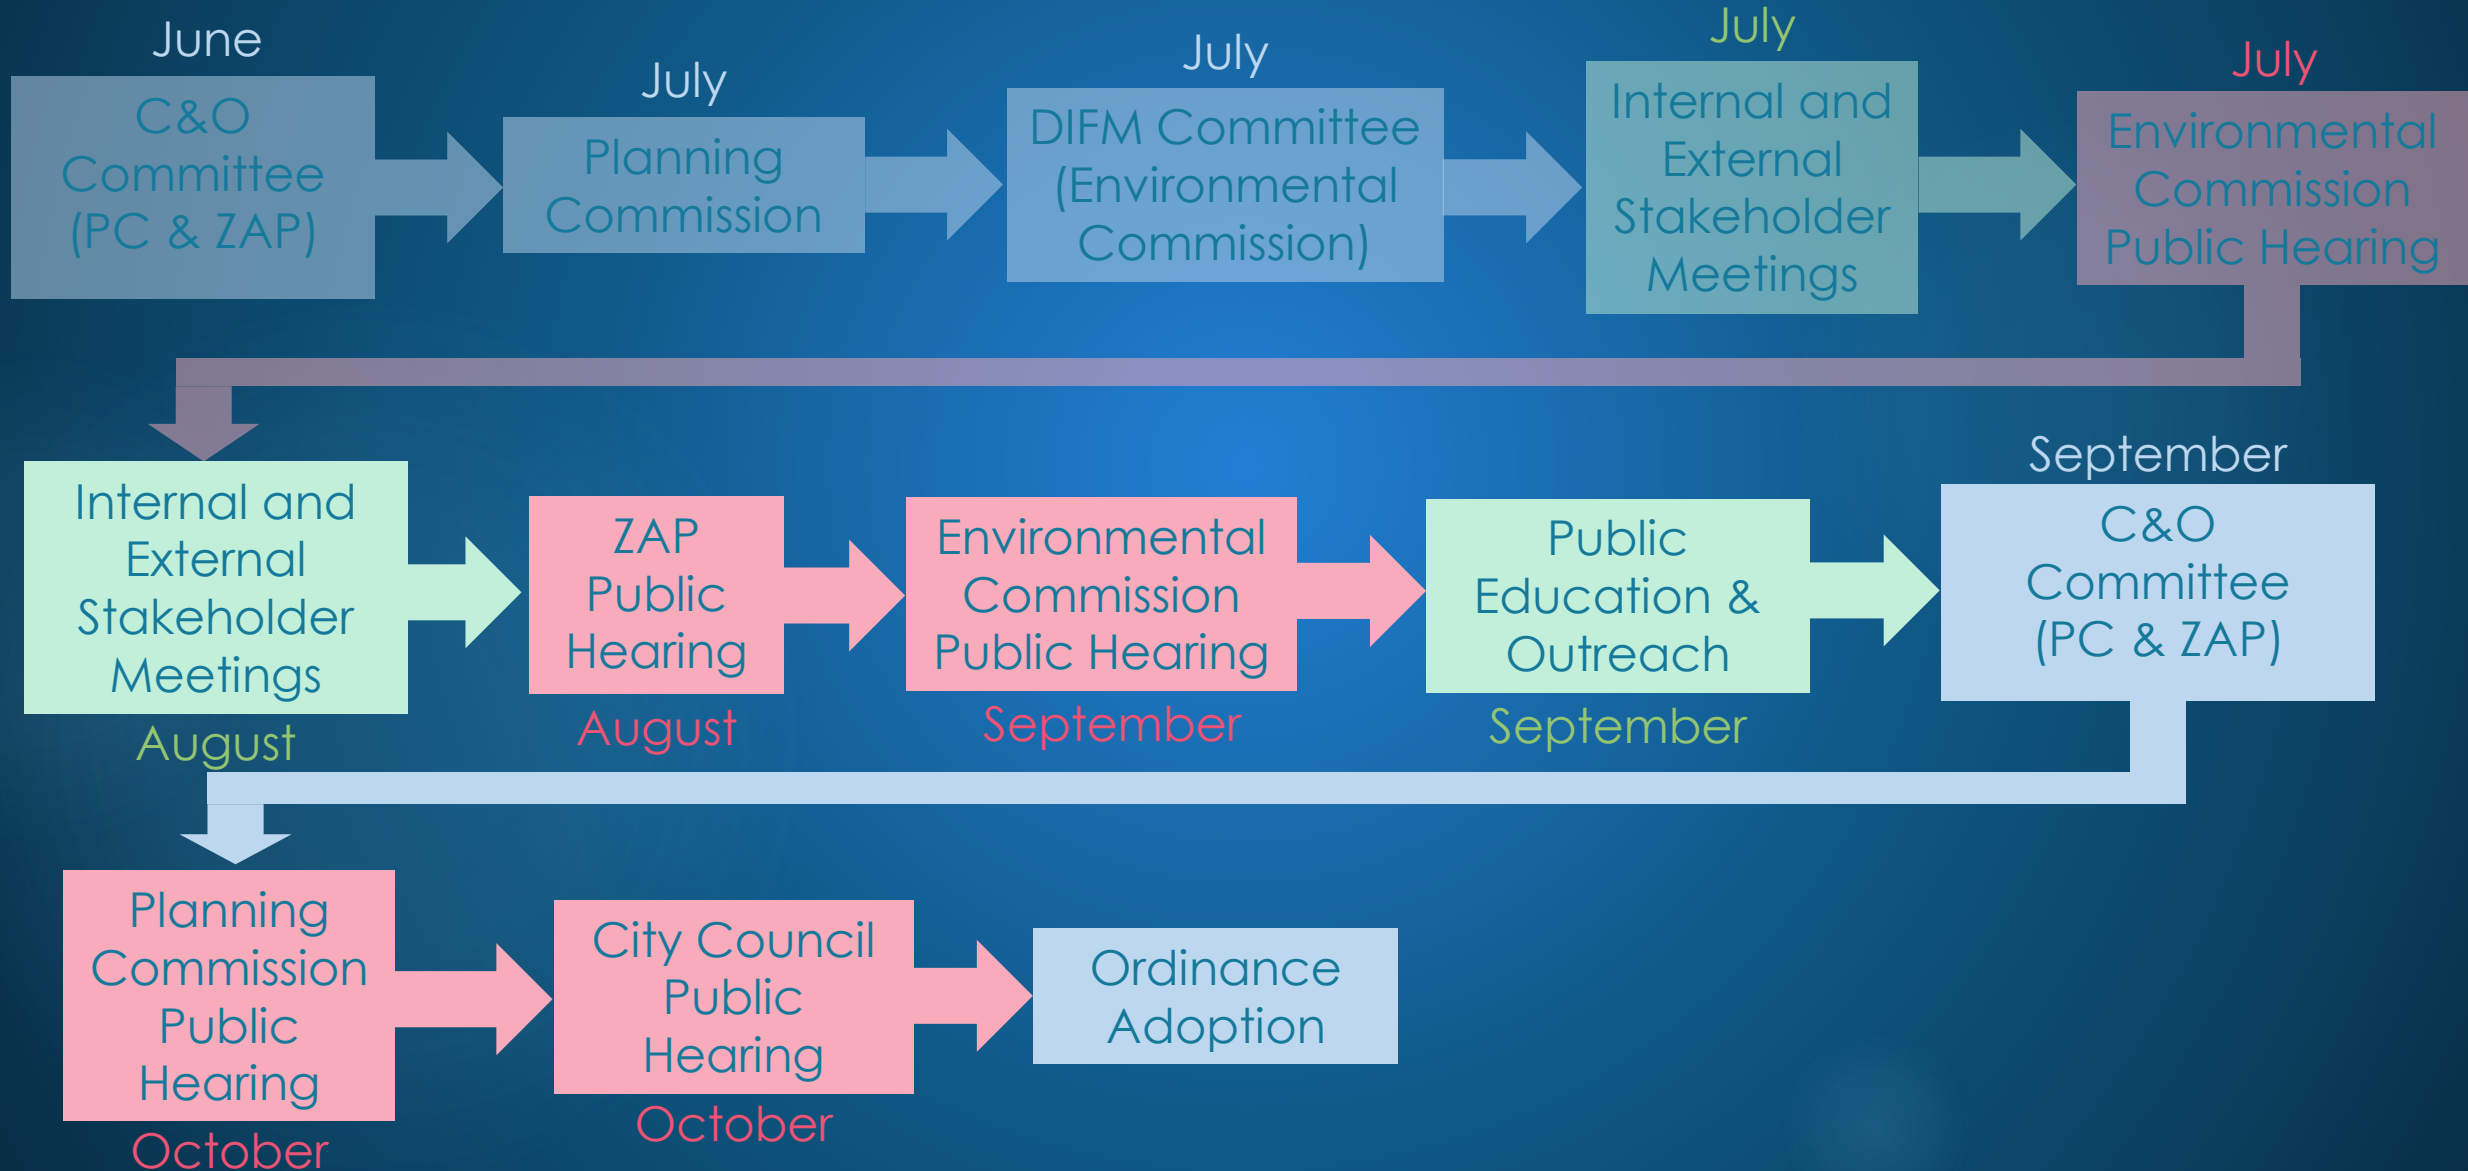 June
C&O
Committee
(PC & ZAP)
July
Planning
Commission
July
DIFM Committee
(Environmental
Commission)
July
Internal and
External
Stakeholder
Meetings
July
Environmental
Commission
Public Hearing
Internal and
External
Stakeholder
Meetings
August
ZAP
Public
Hearing
August
Environmental
Commission
Public Hearing
September
Public
Education &
Outreach
September
September
C&O
Committee
(PC & ZAP)
Planning
Commission
Public
Hearing
October
City Council
Public
Hearing
October
Ordinance
Adoption